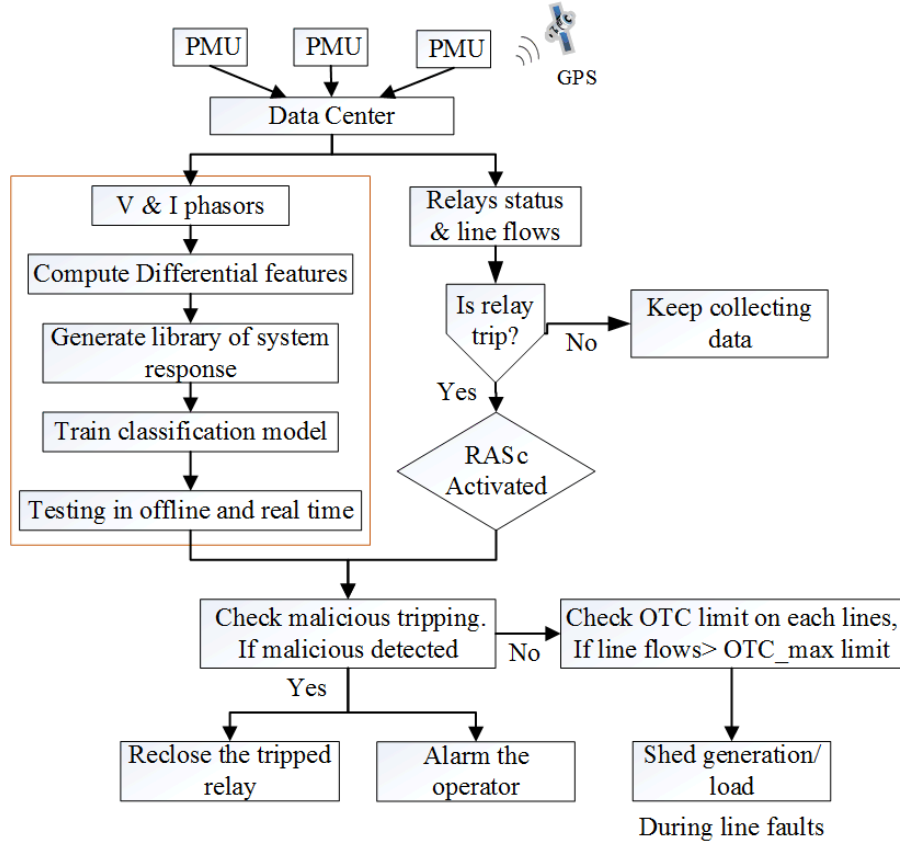 PMU
PMU
PMU
GPS
Data Center
V & I phasors
Compute Differential features
Generate library of system
response
Train classification model
Testing in offline and real time
Relays status
& line flows
Is relay
trip?
No
Keep collecting
data
Yes
RASc
Activated
Check malicious tripping.
If malicious detected
No
Check OTC limit on each lines,
If line flows> OTC_max limit
Yes
Reclose the tripped
relay
Alarm the
operator
Shed generation/
load
During line faults